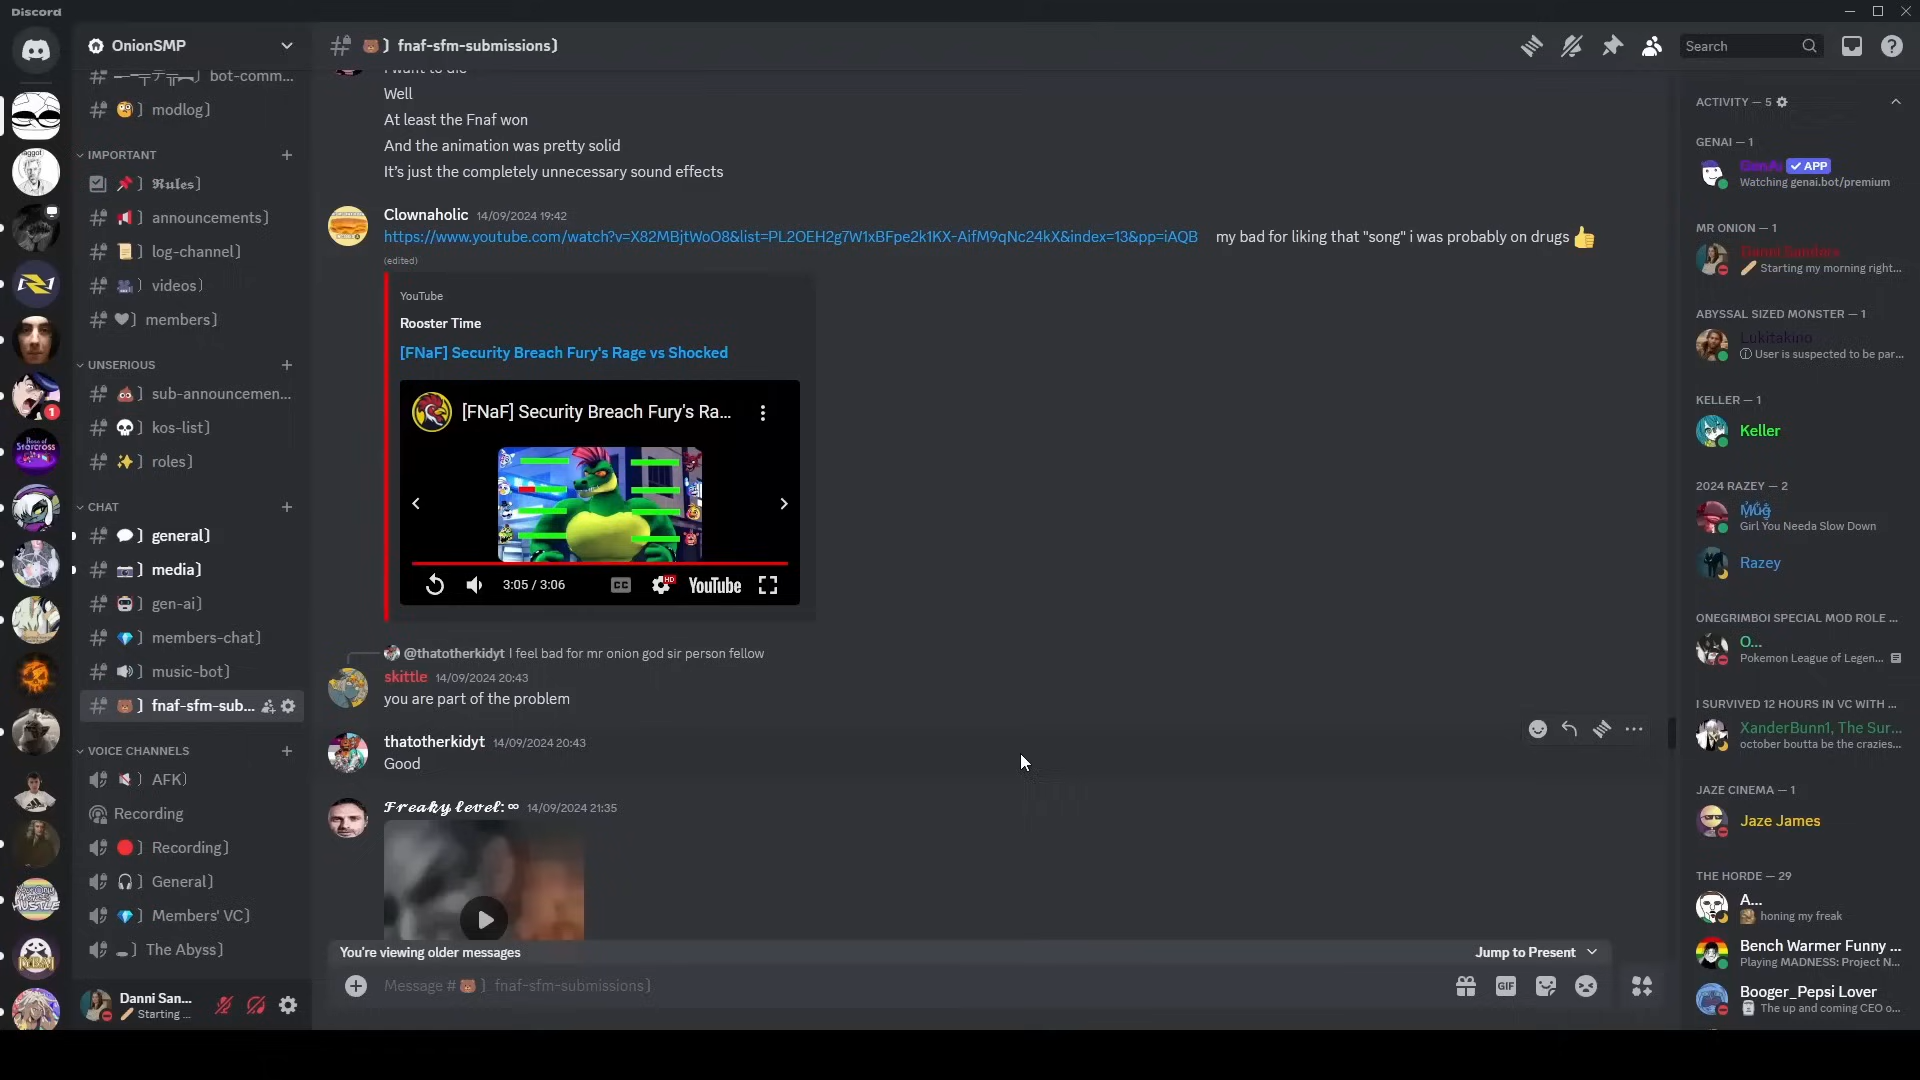 Discord
OnionSMP
bot-comm...
modlog
IMPORTANT
Rules
announcements
log-channel
videos
members
UNSERIOUS
sub-announcemen...
kos-list
roles
CHAT
general
media
gen-ai
members-chat
music-bot
fnaf-sfm-sub...
VOICE CHANNELS
AFK
Recording
Recording
General
Members' VC
The Abyss
Danni San...
Starting ...
fnaf-sfm-submissions
Search
Well
At least the Fnaf won
And the animation was pretty solid
It's just the completely unnecessary sound effects
Clownaholic 14/09/2024 19:42
https://www.youtube.com/watch?v=X82MBjtWoO8&list=PL2OEH2g7W1xBFpe2k1KX-AifM9qNc24kX&index=13&pp=iAQB my bad for liking that "song" i was probably on drugs 👍
(edited)
YouTube
Rooster Time
[FNaF] Security Breach Fury's Rage vs Shocked
[FNaF] Security Breach Fury's Ra...
3:05 / 3:06
CC
HD
YouTube
@thatotherkidyt I feel bad for mr onion god sir person fellow
skittle 14/09/2024 20:43
you are part of the problem
thatotherkidyt 14/09/2024 20:43
Good
𝓕𝓻𝓮𝓪𝓴𝔂 𝓵𝓮𝓿𝓮𝓵: ∞ 14/09/2024 21:35
You're viewing older messages
Jump to Present
Message # fnaf-sfm-submissions
GIF
ACTIVITY — 5
GENAI — 1
GenAI APP
Watching genai.bot/premium
MR ONION — 1
Danni Sanders
Starting my morning right...
ABYSSAL SIZED MONSTER — 1
Lukitakino
User is suspected to be par...
KELLER — 1
Keller
2024 RAZEY — 2
Mug
Girl You Needa Slow Down
Razey
ONEGRIMBOI SPECIAL MOD ROLE ...
O...
Pokemon League of Legen...
I SURVIVED 12 HOURS IN VC WITH ...
XanderBunn1, The Sur...
october boutta be the crazies...
JAZE CINEMA — 1
Jaze James
THE HORDE — 29
A...
honing my freak
Bench Warmer Funny ...
Playing MADNESS: Project N...
Booger_Pepsi Lover
The up and coming CEO o...